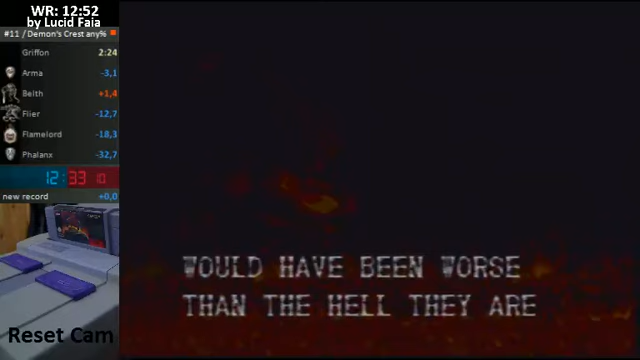 WR: 12:52
by Lucid Faia
#11 / Demon's Crest any%
Griffon 2:24
Arma -3,1
Belth +1,4
Flier -12,7
Flamelord -18,3
Phalanx -32,7
12:33 10
new record +0,0
WOULD HAVE BEEN WORSE
THAN THE HELL THEY ARE
Reset Cam